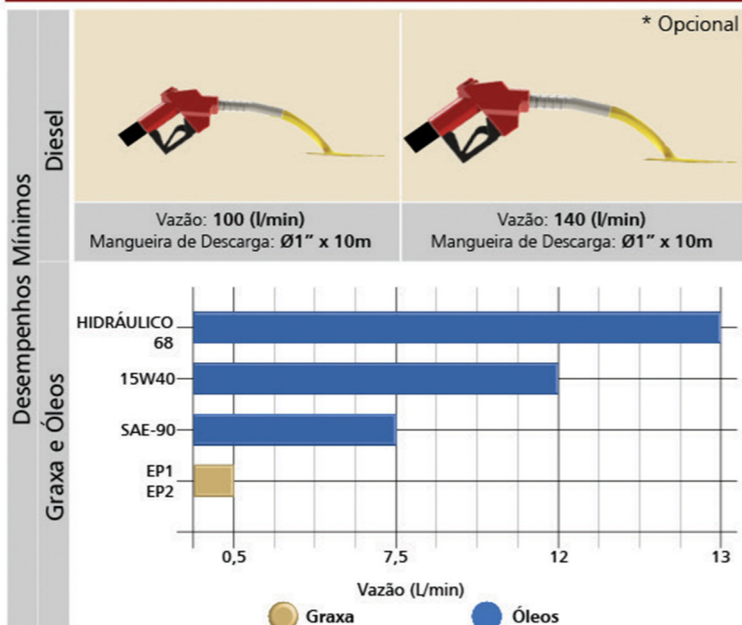 * Opcional
Desempenhos Mínimos
Diesel
Vazão: 100 (l/min)
Mangueira de Descarga: Ø1” x 10m
Vazão: 140 (l/min)
Mangueira de Descarga: Ø1” x 10m
Graxa e Óleos
HIDRÁULICO
68
15W40
SAE-90
EP1
EP2
0,5 7,5 12 13
Vazão (L/min)
Graxa Óleos